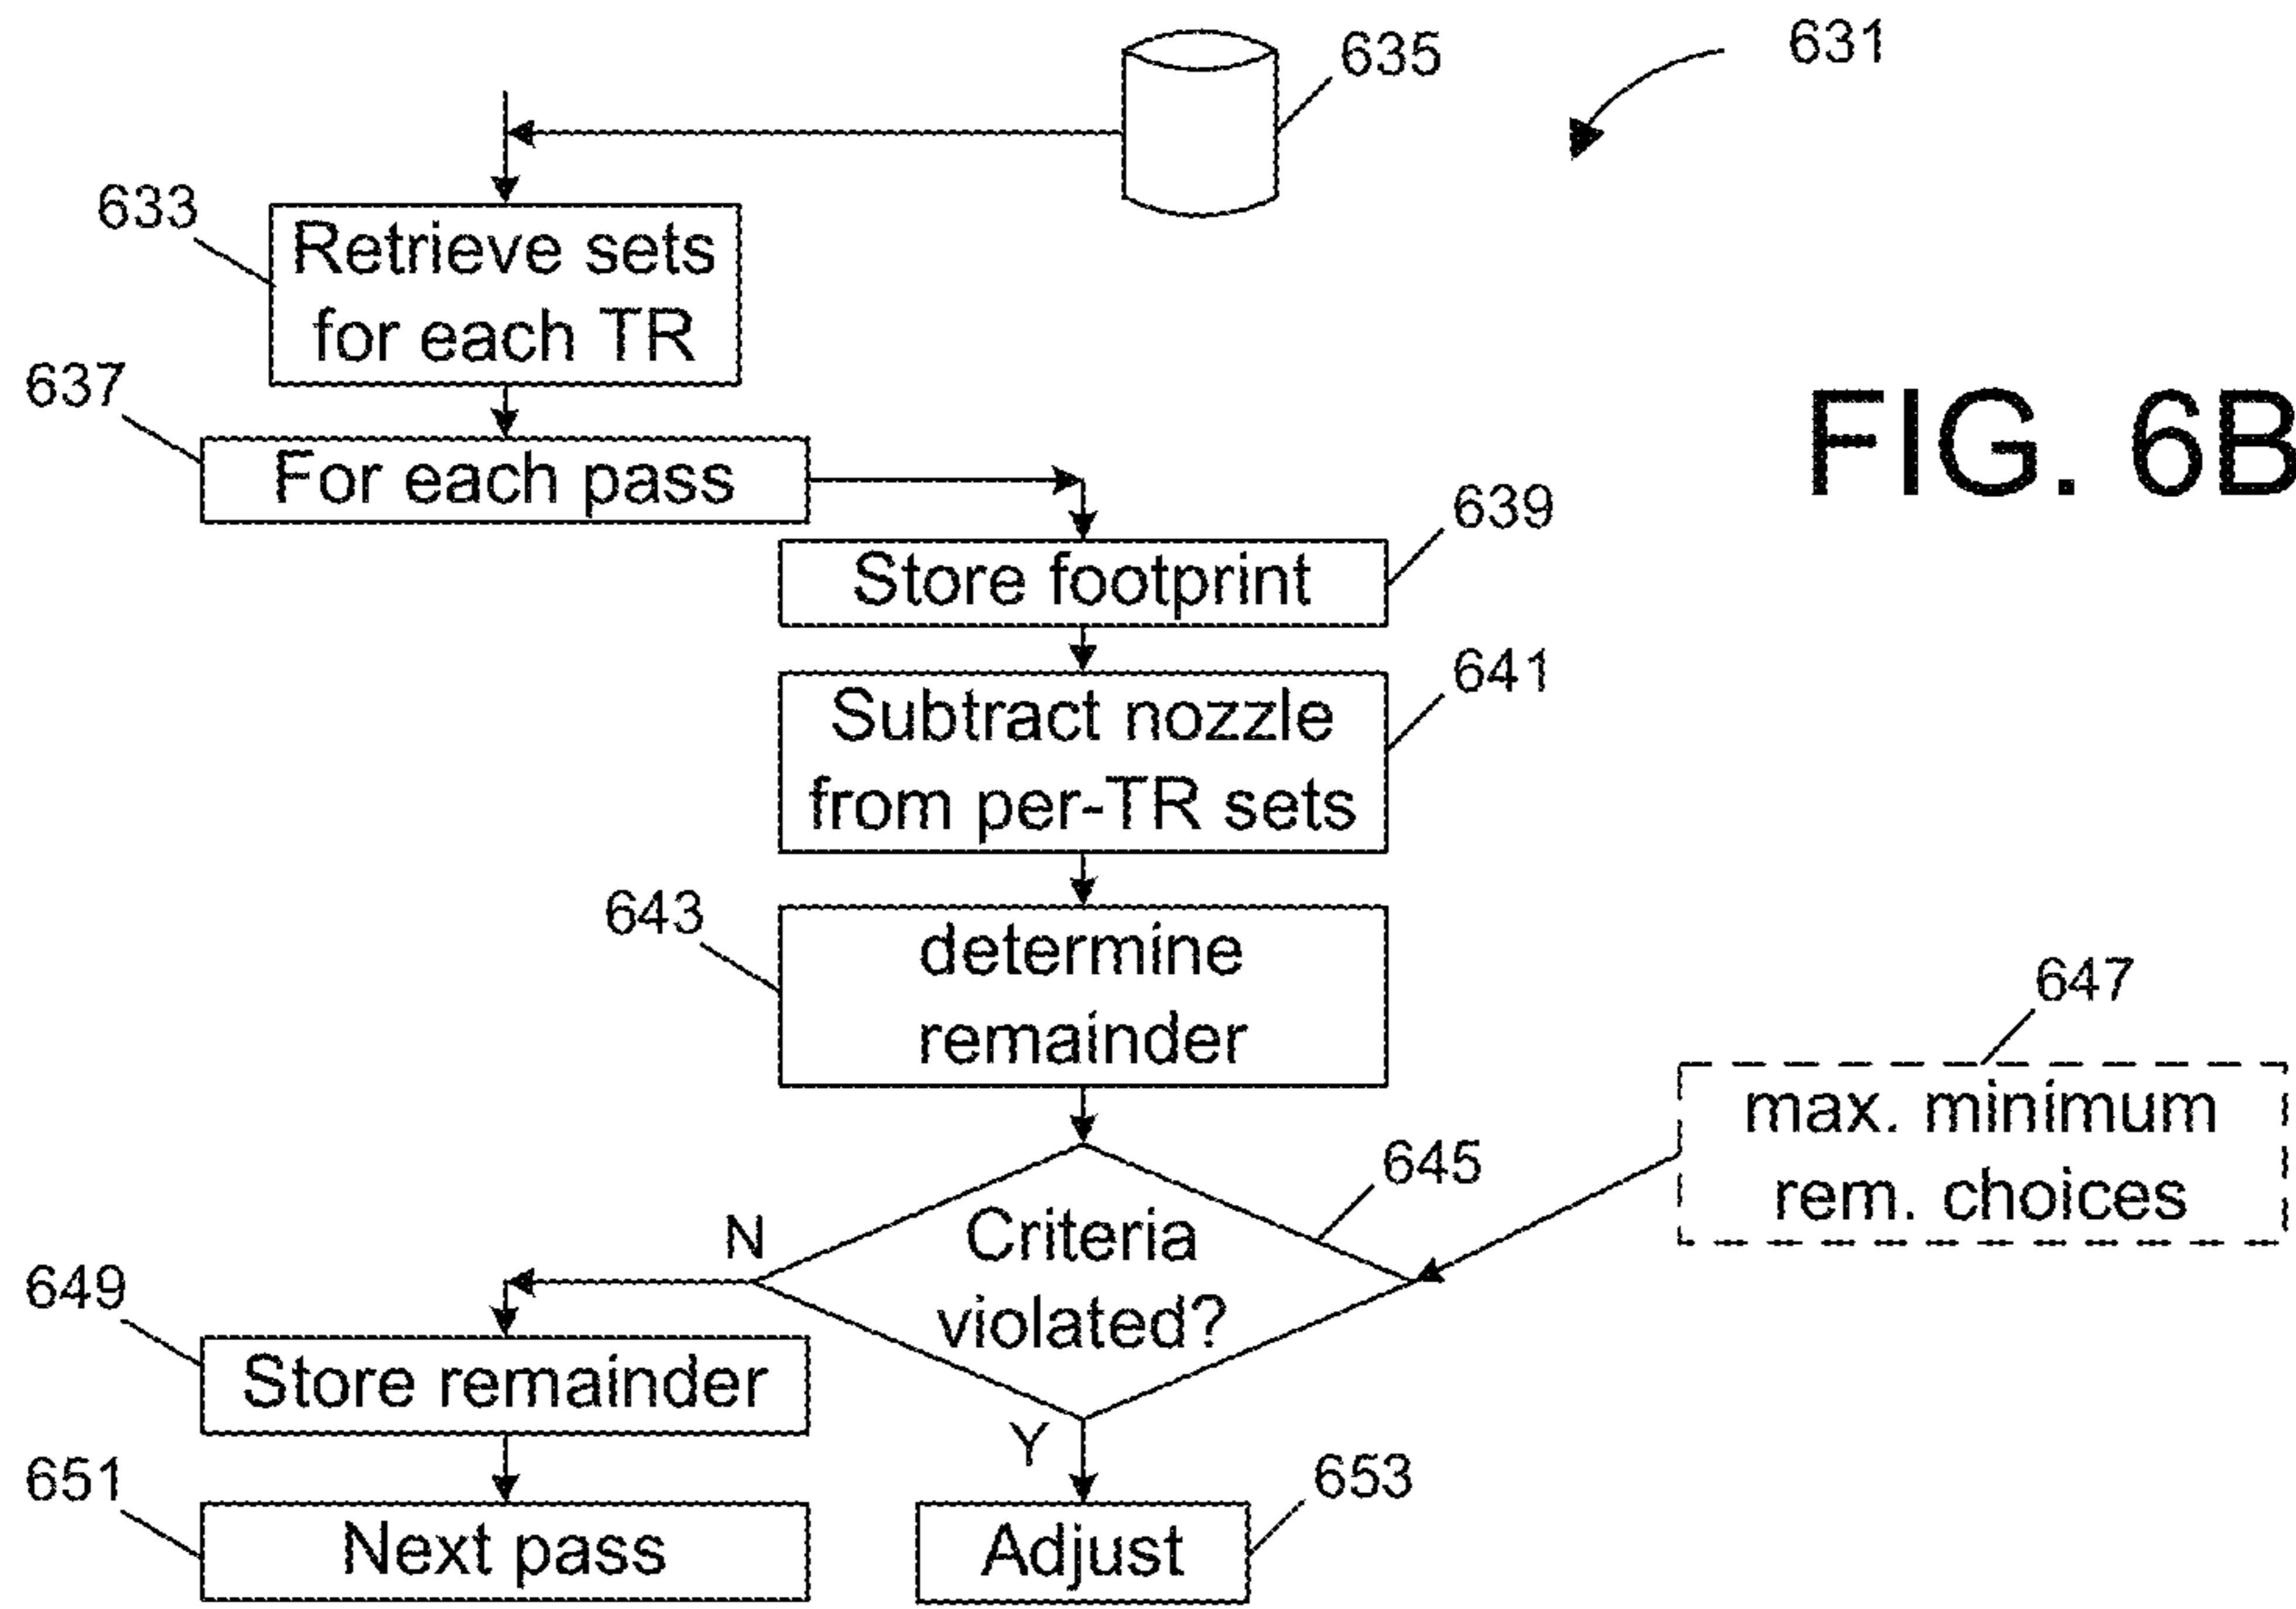 631
635
633
Retrieve sets
for each TR
637
For each pass
FIG. 6B
639
Store footprint
641
Subtract nozzle
from per-TR sets
643
determine
remainder
647
max. minimum
rem. choices
645
Criteria
violated?
N
649
Store remainder
Y
651
Next pass
653
Adjust